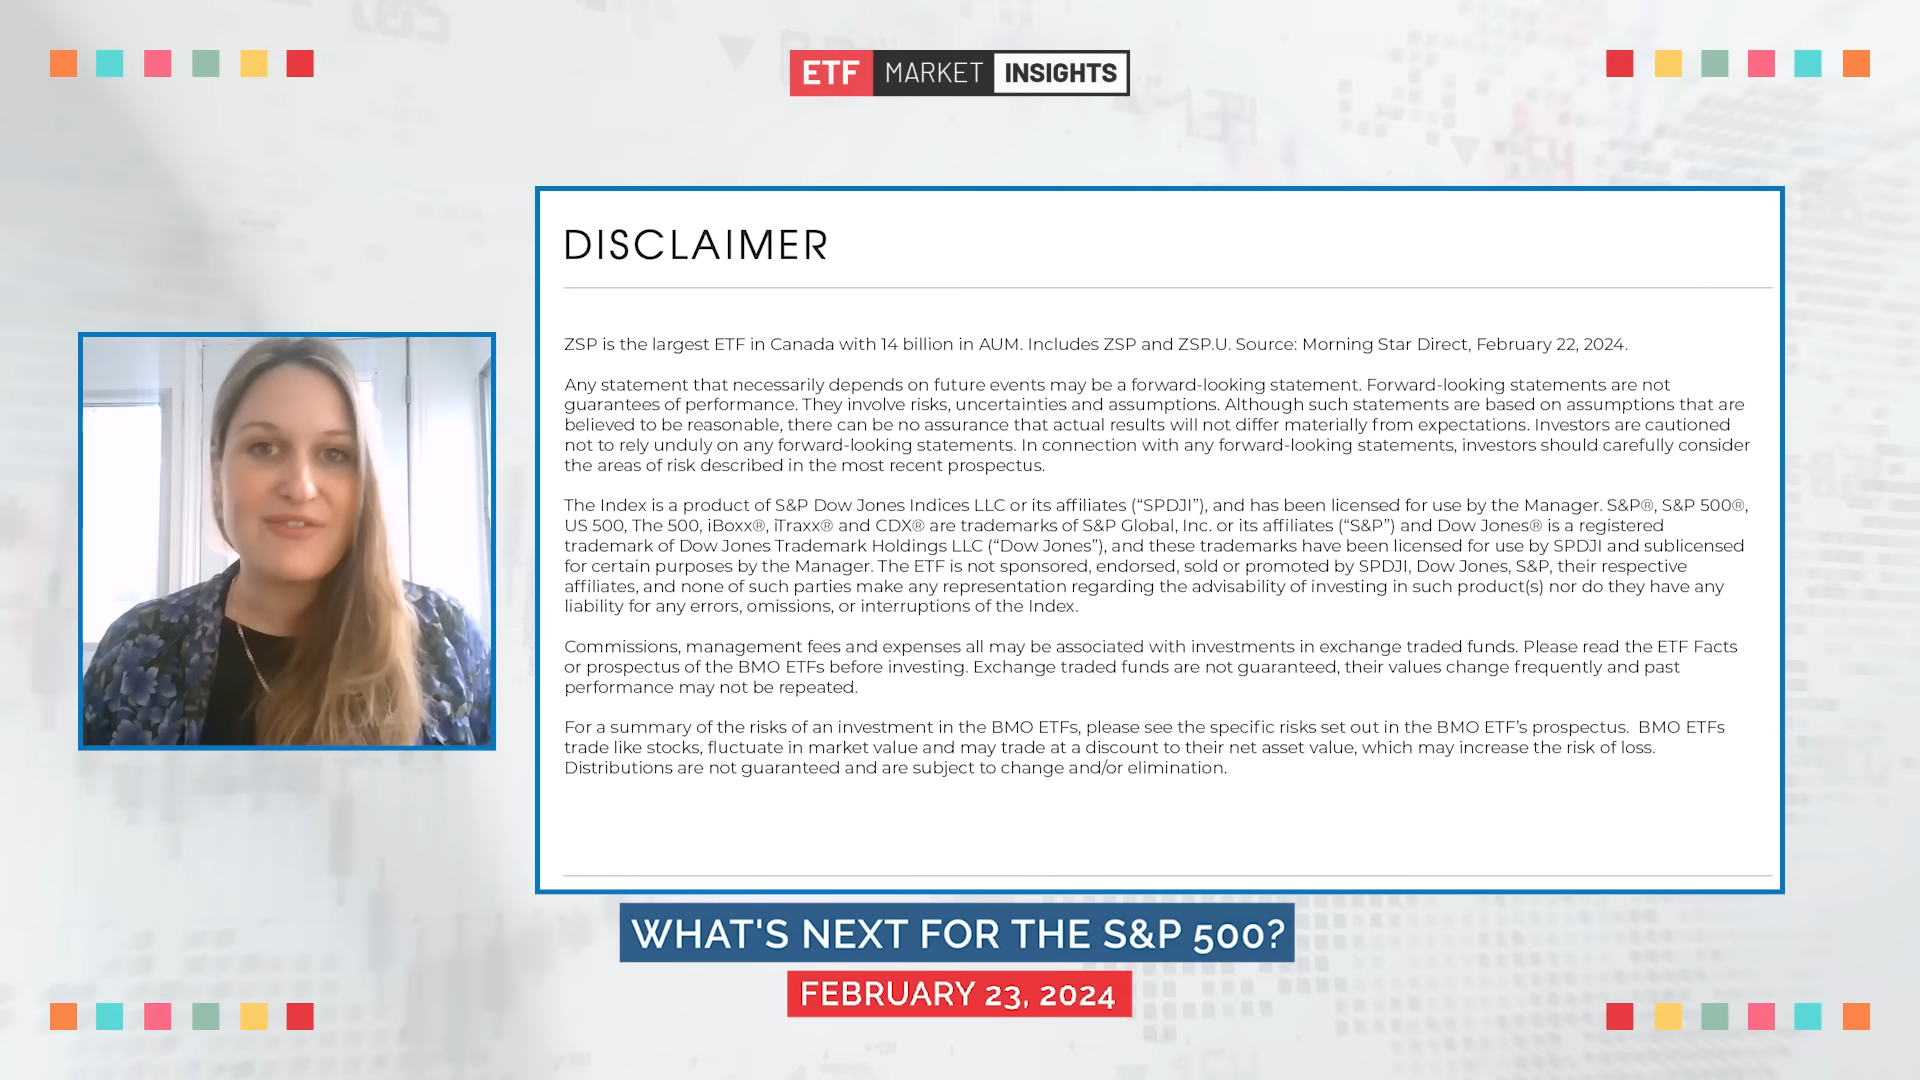 ETF MARKET INSIGHTS
DISCLAIMER
ZSP is the largest ETF in Canada with 14 billion in AUM. Includes ZSP and ZSP.U. Source: Morning Star Direct, February 22, 2024.
Any statement that necessarily depends on future events may be a forward-looking statement. Forward-looking statements are not
guarantees of performance. They involve risks, uncertainties and assumptions. Although such statements are based on assumptions that are
believed to be reasonable, there can be no assurance that actual results will not differ materially from expectations. Investors are cautioned
not to rely unduly on any forward-looking statements. In connection with any forward-looking statements, investors should carefully consider
the areas of risk described in the most recent prospectus.
The Index is a product of S&P Dow Jones Indices LLC or its affiliates (“SPDJI”), and has been licensed for use by the Manager. S&P®, S&P 500®,
US 500, The 500, iBoxx®, iTraxx® and CDX® are trademarks of S&P Global, Inc. or its affiliates (“S&P”) and Dow Jones® is a registered
trademark of Dow Jones Trademark Holdings LLC (“Dow Jones”), and these trademarks have been licensed for use by SPDJI and sublicensed
for certain purposes by the Manager. The ETF is not sponsored, endorsed, sold or promoted by SPDJI, Dow Jones, S&P, their respective
affiliates, and none of such parties make any representation regarding the advisability of investing in such product(s) nor do they have any
liability for any errors, omissions, or interruptions of the Index.
Commissions, management fees and expenses all may be associated with investments in exchange traded funds. Please read the ETF Facts
or prospectus of the BMO ETFs before investing. Exchange traded funds are not guaranteed, their values change frequently and past
performance may not be repeated.
For a summary of the risks of an investment in the BMO ETFs, please see the specific risks set out in the BMO ETF’s prospectus. BMO ETFs
trade like stocks, fluctuate in market value and may trade at a discount to their net asset value, which may increase the risk of loss.
Distributions are not guaranteed and are subject to change and/or elimination.
WHAT'S NEXT FOR THE S&P 500?
FEBRUARY 23, 2024